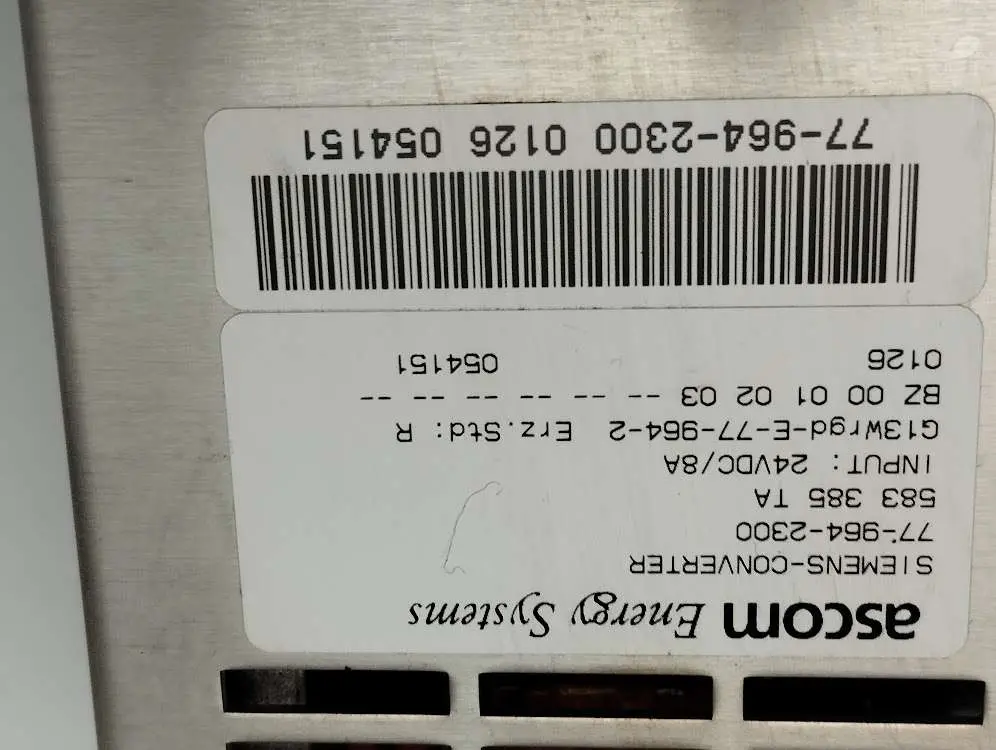 ascom Energy Systems
SIEMENS-CONVERTER
77-964-2300
583 385 TA
INPUT: 24VDC/8A
G13Wrgd-E-77-964-2 Erz.Std: R
BZ 00 01 02 03 -- -- -- -- -- --
0126 054151
77-964-2300 0126 054151